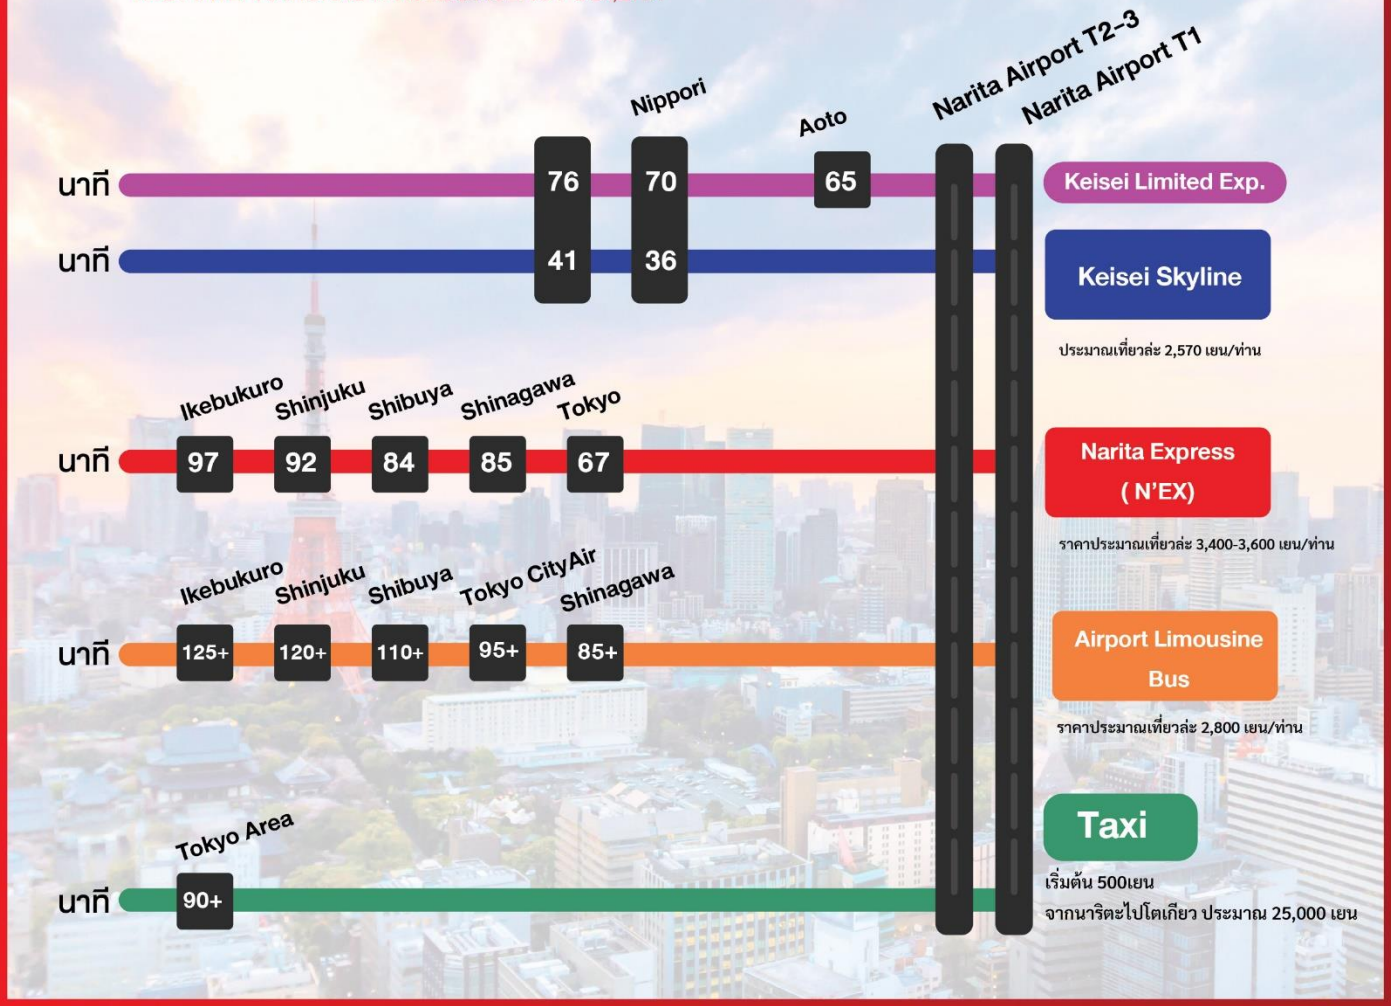 Nippori
Aoto
Narita Airport T2-3
Narita Airport T1
นาที
76
70
65
Keisei Limited Exp.
นาที
41
36
Keisei Skyline
ประมาณเที่ยวล่ะ 2,570 เยน/ท่าน
Ikebukuro
Shinjuku
Shibuya
Shinagawa
Tokyo
นาที
97
92
84
85
67
Narita Express
( N'EX)
ราคาประมาณเที่ยวล่ะ 3,400-3,600 เยน/ท่าน
Ikebukuro
Shinjuku
Shibuya
Tokyo CityAir
Shinagawa
นาที
125+
120+
110+
95+
85+
Airport Limousine
Bus
ราคาประมาณเที่ยวล่ะ 2,800 เยน/ท่าน
Tokyo Area
นาที
90+
Taxi
เริ่มต้น 500เยน
จากนาริตะไปโตเกียว ประมาณ 25,000 เยน